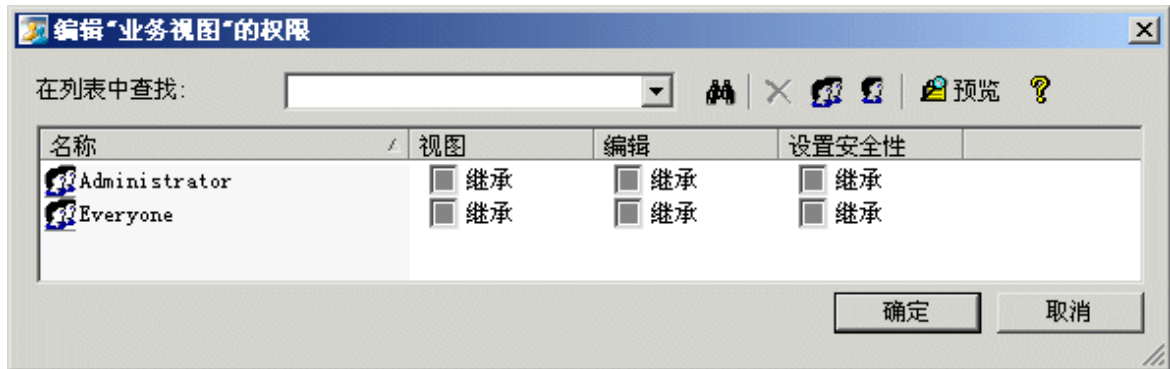 编辑“业务视图”的权限
在列表中查找: 预览
名称 视图 编辑 设置安全性
Administrator 继承 继承 继承
Everyone 继承 继承 继承
确定 取消